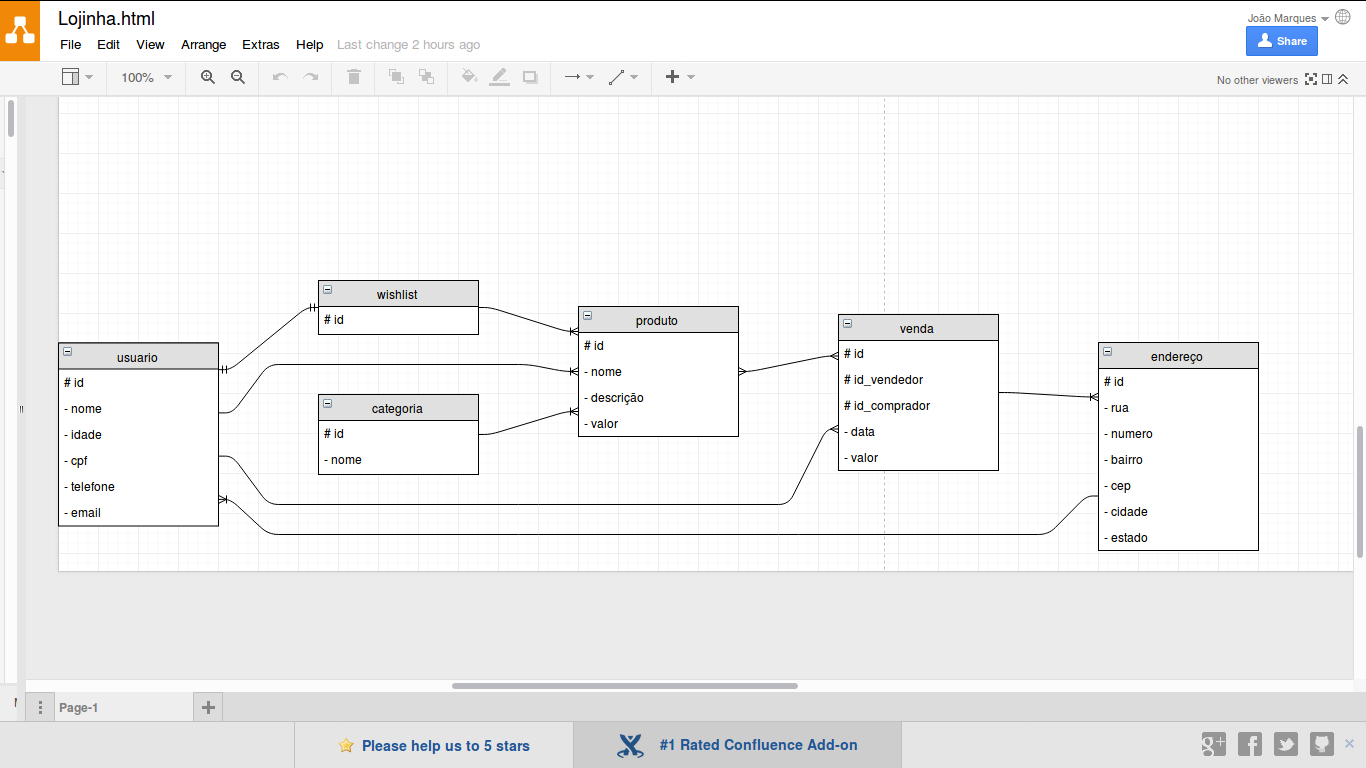 Lojinha.html
João Marques
File Edit View Arrange Extras Help Last change 2 hours ago
Share
100%
No other viewers
wishlist
# id
produto
# id
- nome
- descrição
- valor
venda
# id
# id_vendedor
# id_comprador
- data
- valor
usuario
# id
- nome
- idade
- cpf
- telefone
- email
categoria
# id
- nome
endereço
# id
- rua
- numero
- bairro
- cep
- cidade
- estado
Page-1
Please help us to 5 stars
#1 Rated Confluence Add-on
g+